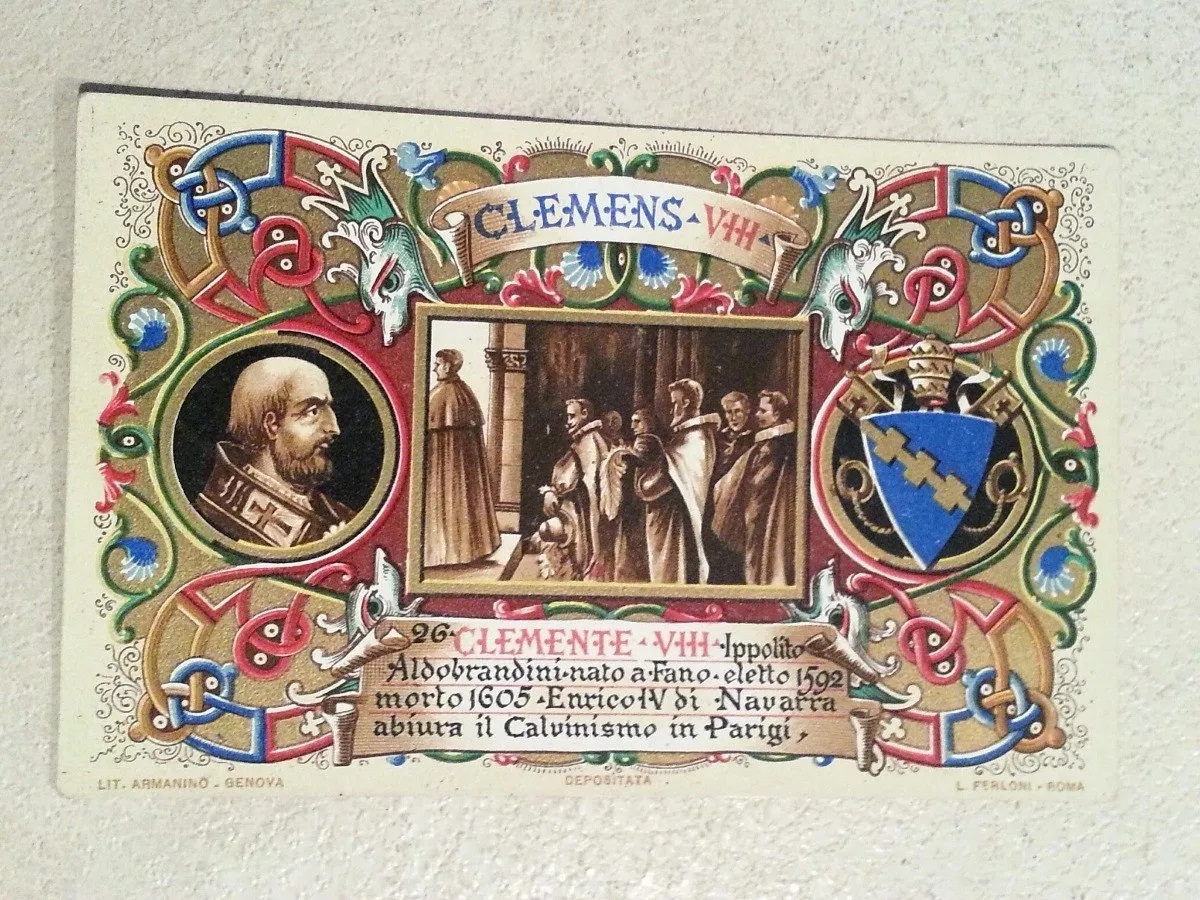 CLEMENS VIII
26 · CLEMENTE · VIII · Ippolito
Aldobrandini · nato a Fano · eletto 1592
morto 1605 · Enrico IV di Navarra
abiura il Calvinismo in Parigi,
LIT. ARMANINO - GENOVA
DEPOSITATA
L. FERLONI - ROMA